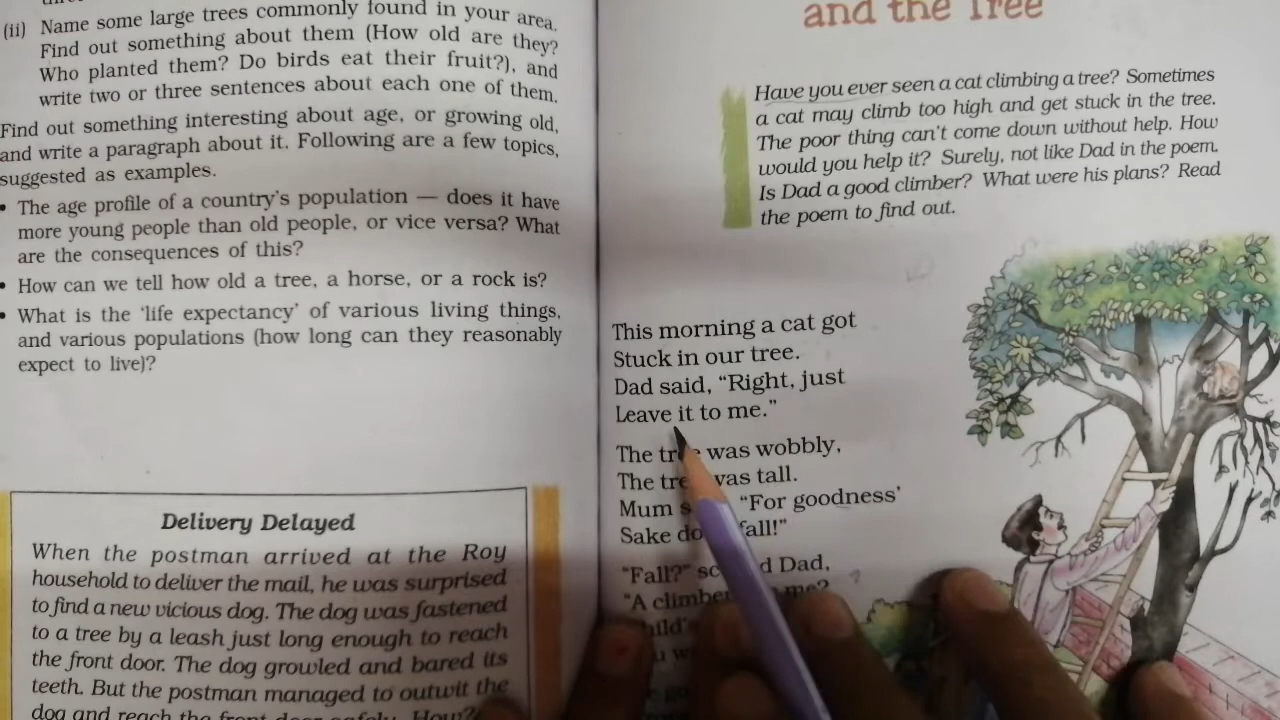 (ii) Name some large trees commonly found in your area.
Find out something about them (How old are they?
Who planted them? Do birds eat their fruit?), and
write two or three sentences about each one of them.
Find out something interesting about age, or growing old,
and write a paragraph about it. Following are a few topics,
suggested as examples.
• The age profile of a country's population — does it have
more young people than old people, or vice versa? What
are the consequences of this?
• How can we tell how old a tree, a horse, or a rock is?
• What is the 'life expectancy' of various living things,
and various populations (how long can they reasonably
expect to live)?
Delivery Delayed
When the postman arrived at the Roy
household to deliver the mail, he was surprised
to find a new vicious dog. The dog was fastened
to a tree by a leash just long enough to reach
the front door. The dog growled and bared its
teeth. But the postman managed to outwit the
dog and reach the front door safely. How?
and the Tree
Have you ever seen a cat climbing a tree? Sometimes
a cat may climb too high and get stuck in the tree.
The poor thing can't come down without help. How
would you help it? Surely, not like Dad in the poem.
Is Dad a good climber? What were his plans? Read
the poem to find out.
This morning a cat got
Stuck in our tree.
Dad said, "Right, just
Leave it to me."
The tree was wobbly,
The tree was tall.
Mum "For goodness'
Sake fall!"
"Fall?" Dad,
"A climber me?